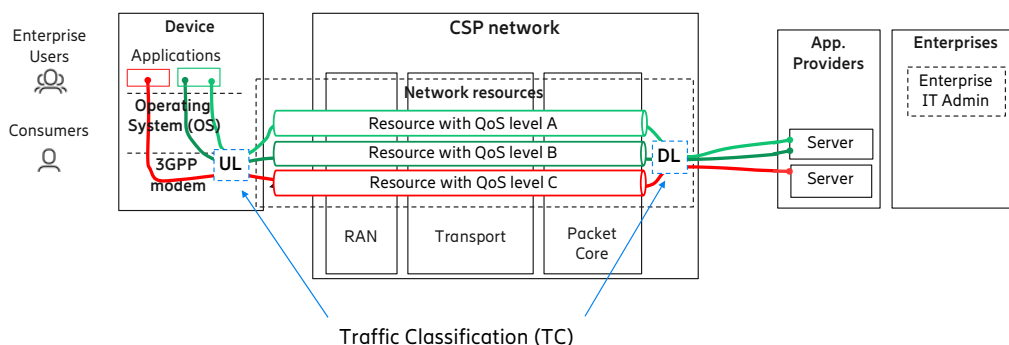 Enterprise
Users
Consumers
Device
Applications
Operating
System (OS)
3GPP
modem
UL
CSP network
Network resources
Resource with QoS level A
Resource with QoS level B
Resource with QoS level C
DL
RAN
Transport
Packet
Core
App.
Providers
Server
Server
Enterprises
Enterprise
IT Admin
Traffic Classification (TC)